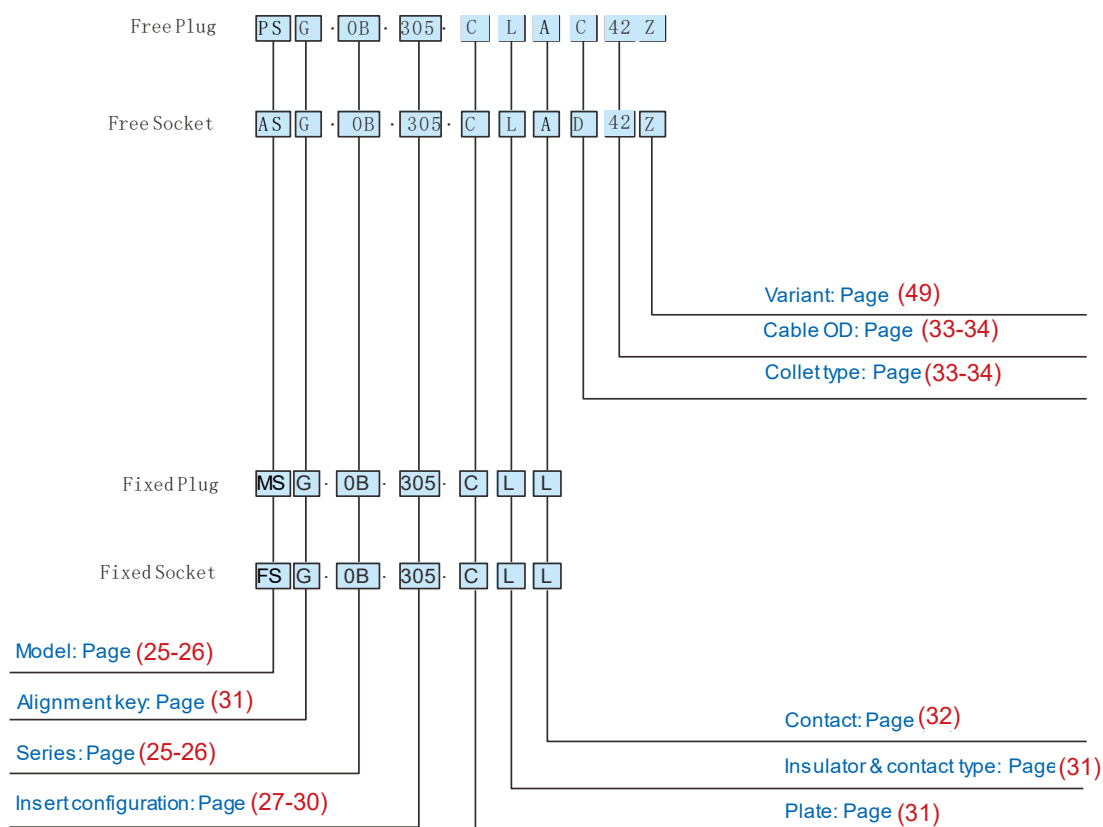 Free Plug PS G · 0B · 305 · C L A C 42 Z
Free Socket AS G · 0B · 305 · C L A D 42 Z
Variant: Page (49)
Cable OD: Page (33-34)
Collet type: Page (33-34)
Fixed Plug MS G · 0B · 305 · C L L
Fixed Socket FS G · 0B · 305 · C L L
Model: Page (25-26)
Alignment key: Page (31)
Series: Page (25-26)
Insert configuration: Page (27-30)
Contact: Page (32)
Insulator & contact type: Page (31)
Plate: Page (31)